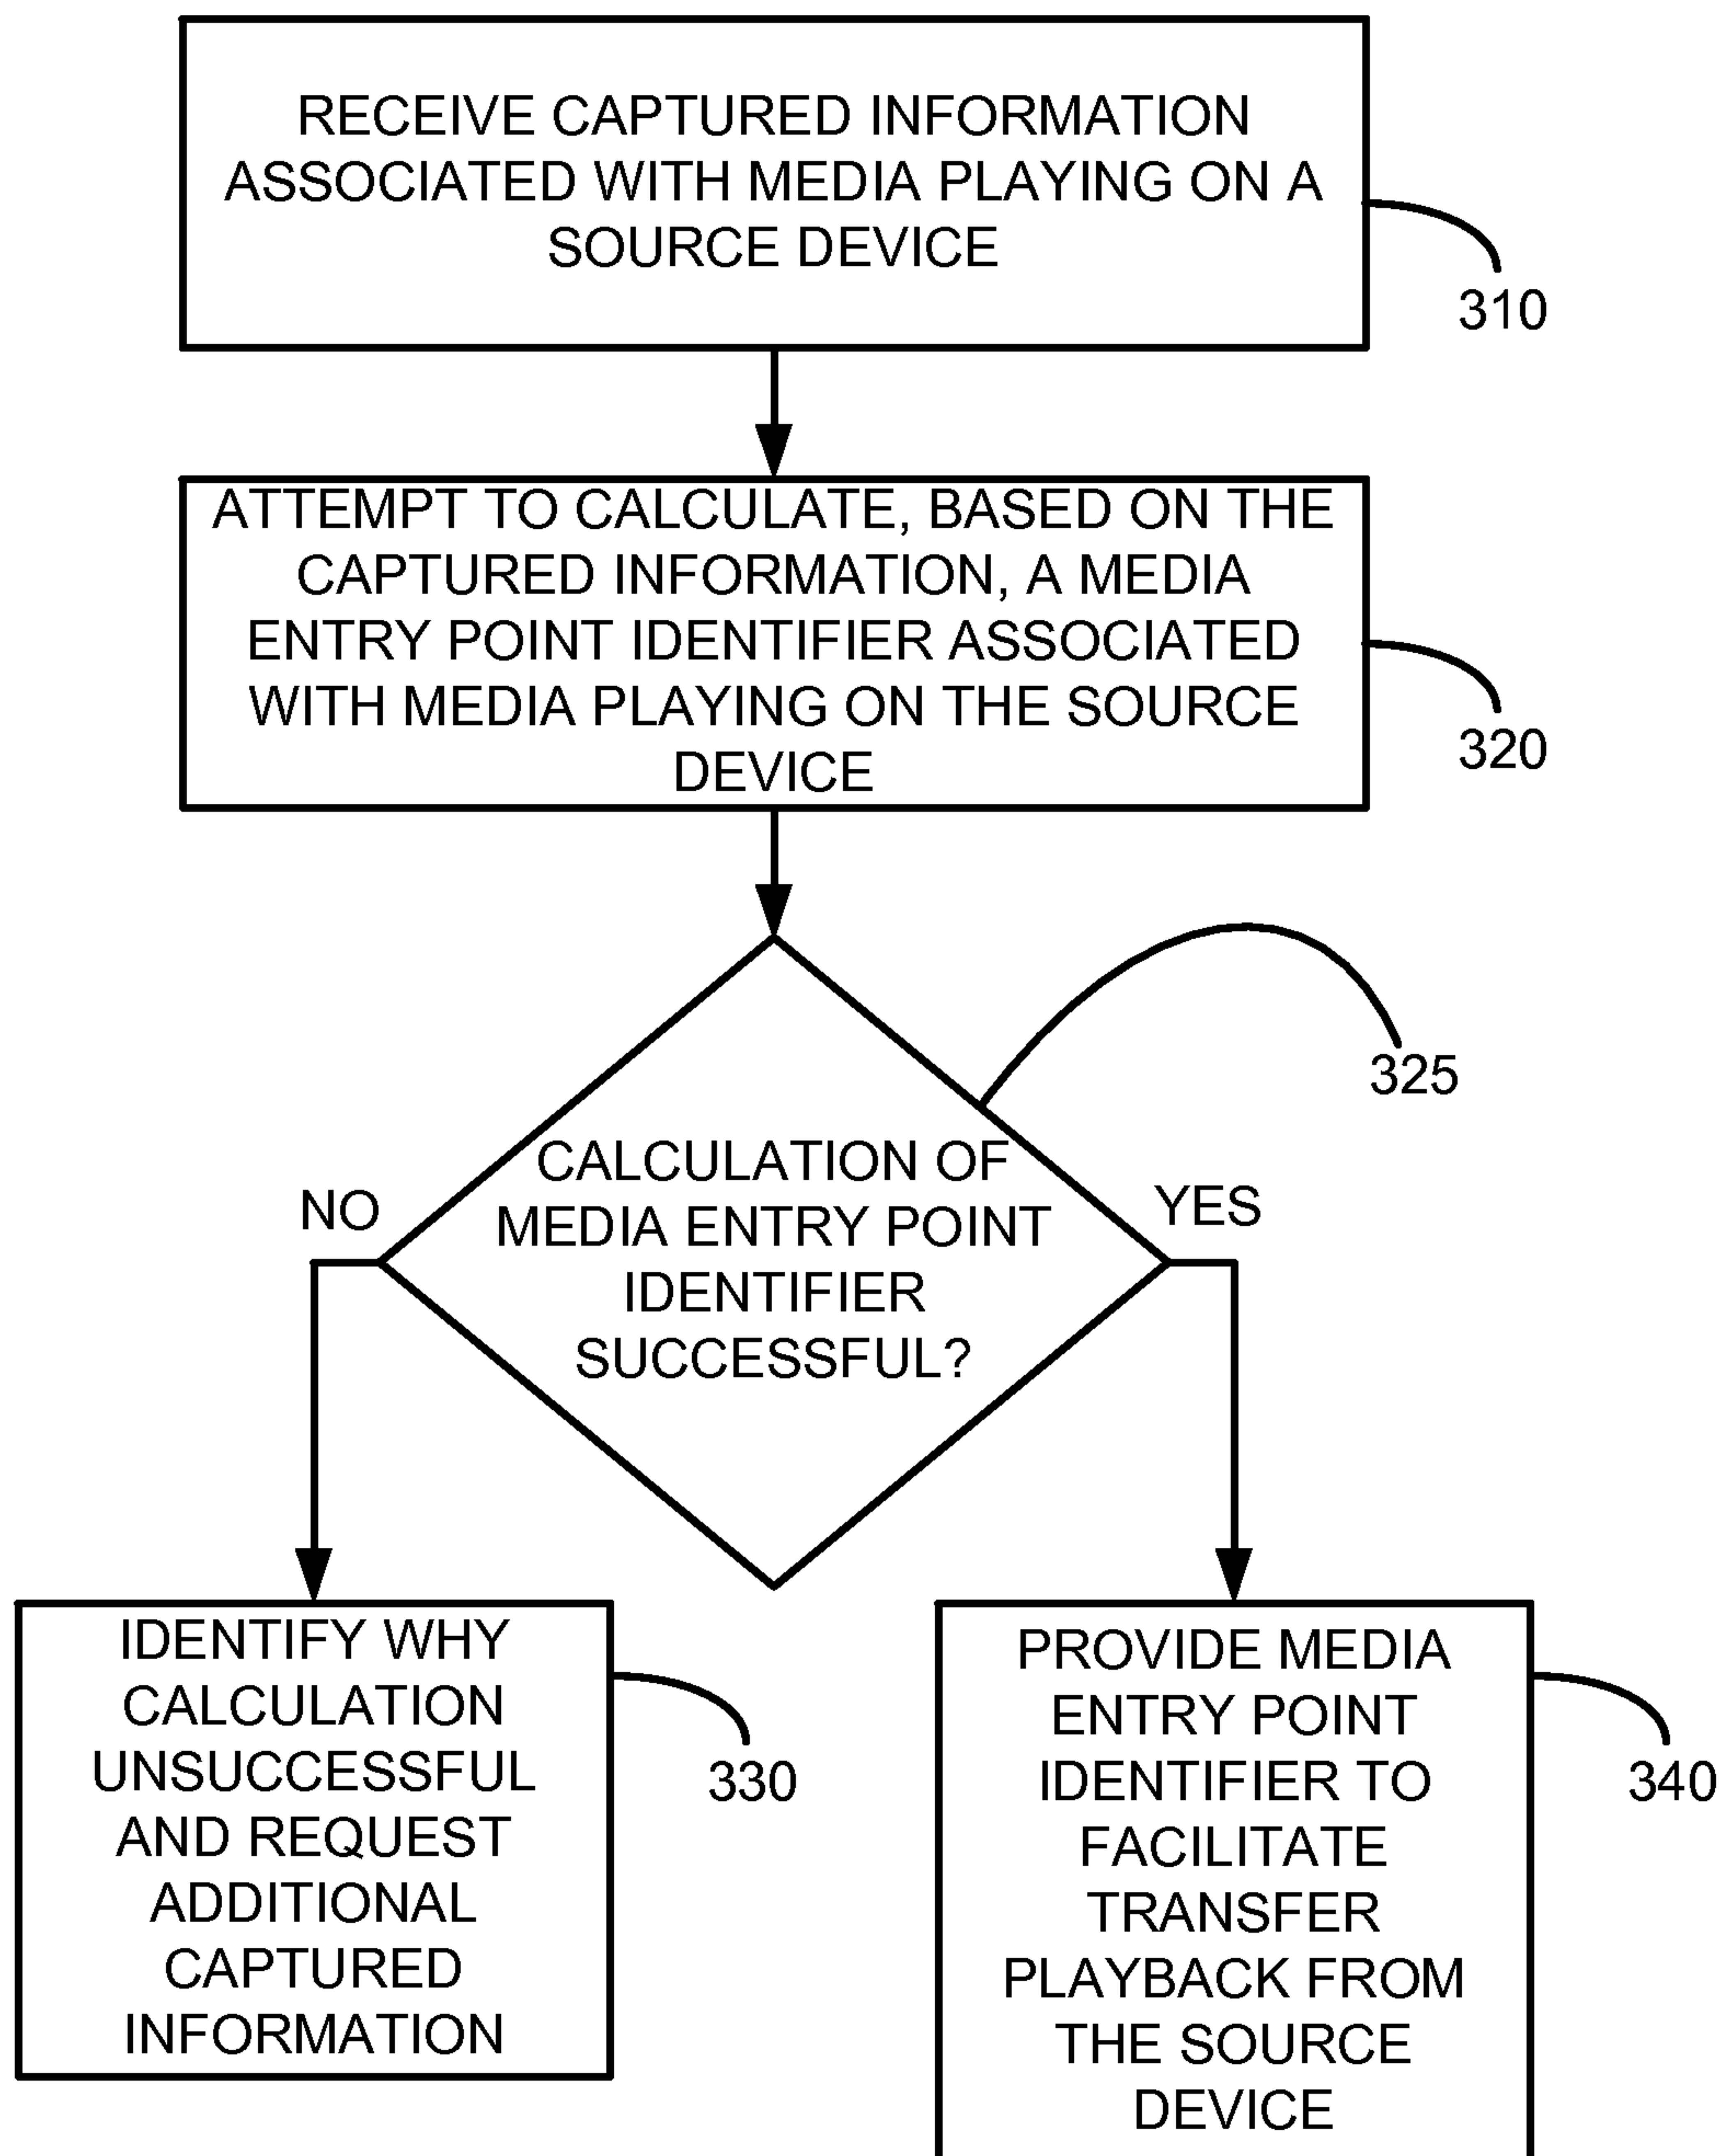 RECEIVE CAPTURED INFORMATION
ASSOCIATED WITH MEDIA PLAYING ON A
SOURCE DEVICE
310
ATTEMPT TO CALCULATE, BASED ON THE
CAPTURED INFORMATION, A MEDIA
ENTRY POINT IDENTIFIER ASSOCIATED
WITH MEDIA PLAYING ON THE SOURCE
DEVICE
320
325
CALCULATION OF
MEDIA ENTRY POINT
IDENTIFIER
SUCCESSFUL?
NO
YES
IDENTIFY WHY
CALCULATION
UNSUCCESSFUL
AND REQUEST
ADDITIONAL
CAPTURED
INFORMATION
330
PROVIDE MEDIA
ENTRY POINT
IDENTIFIER TO
FACILITATE
TRANSFER
PLAYBACK FROM
THE SOURCE
DEVICE
340